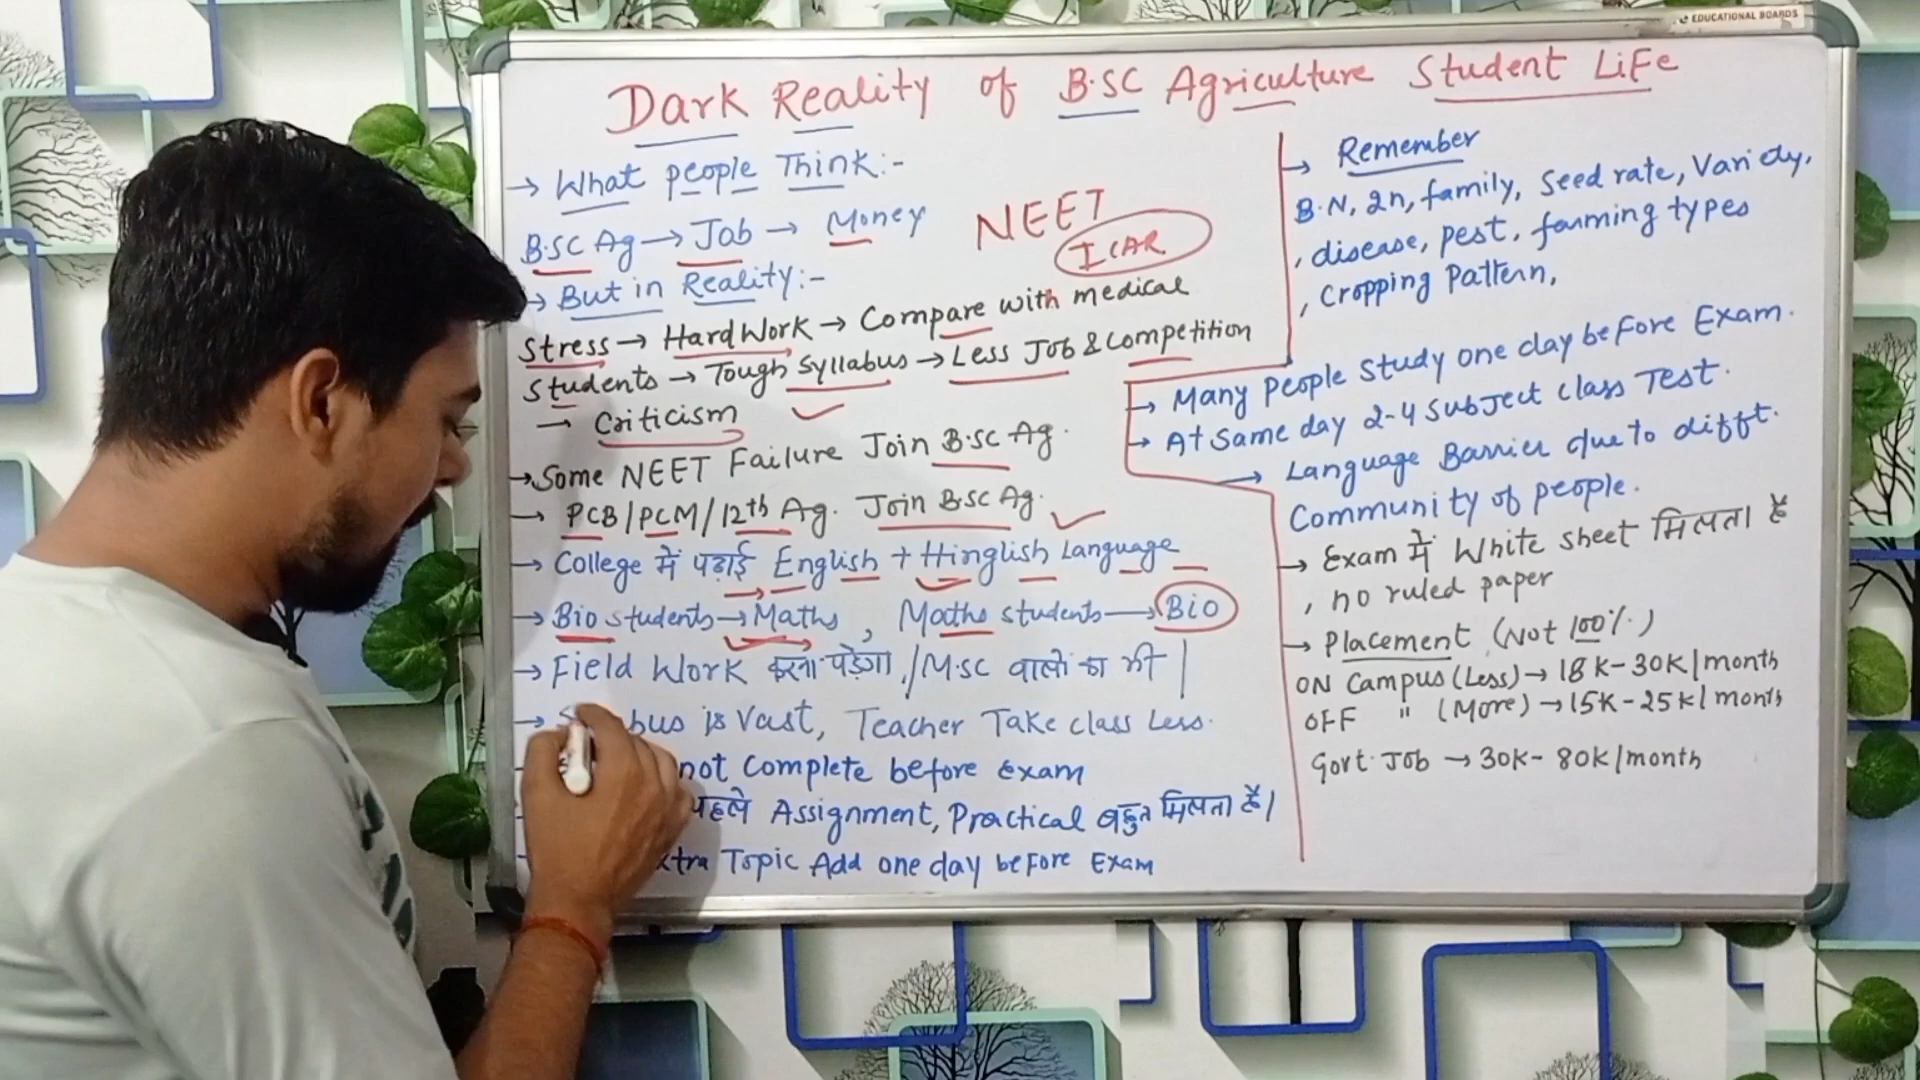 EDUCATIONAL BOARDS
Dark Reality of B.SC Agriculture Student LiFe
→ What people Think:-
B.SC Ag → Job → Money
NEET
ICAR
→ But in Reality:-
Stress → HardWork → Compare with medical
Students → Tough Syllabus → Less Job & Competition
→ Criticism
→ Some NEET Failure Join B.SC Ag.
→ PCB/PCM/12th Ag. Join B.SC Ag.
→ College में पढ़ाई English + Hinglish Language
→ Bio students → Maths, Maths students → Bio
→ Field Work करना पड़ेगा,/M.SC वालो का भी |
→ bus is Vast, Teacher Take class Less.
not Complete before Exam
पहले Assignment, Practical बहुत मिलता है|
xtra Topic Add one day beFore Exam
→ Remember
B.N, 2n, family, Seed rate, Variety,
, disease, pest, farming types
, Cropping Pattern,
→ Many People Study one day beFore Exam.
→ At Same day 2-4 SubJect Class Test.
→ Language Barrier due to difft.
Community of people.
→ Exam में White sheet मिलता है
, no ruled paper
→ Placement (Not 100%.)
ON Campus (Less) → 18K-30K/month
OFF " (More) → 15K-25K/month
Govt. Job → 30K-80K/month